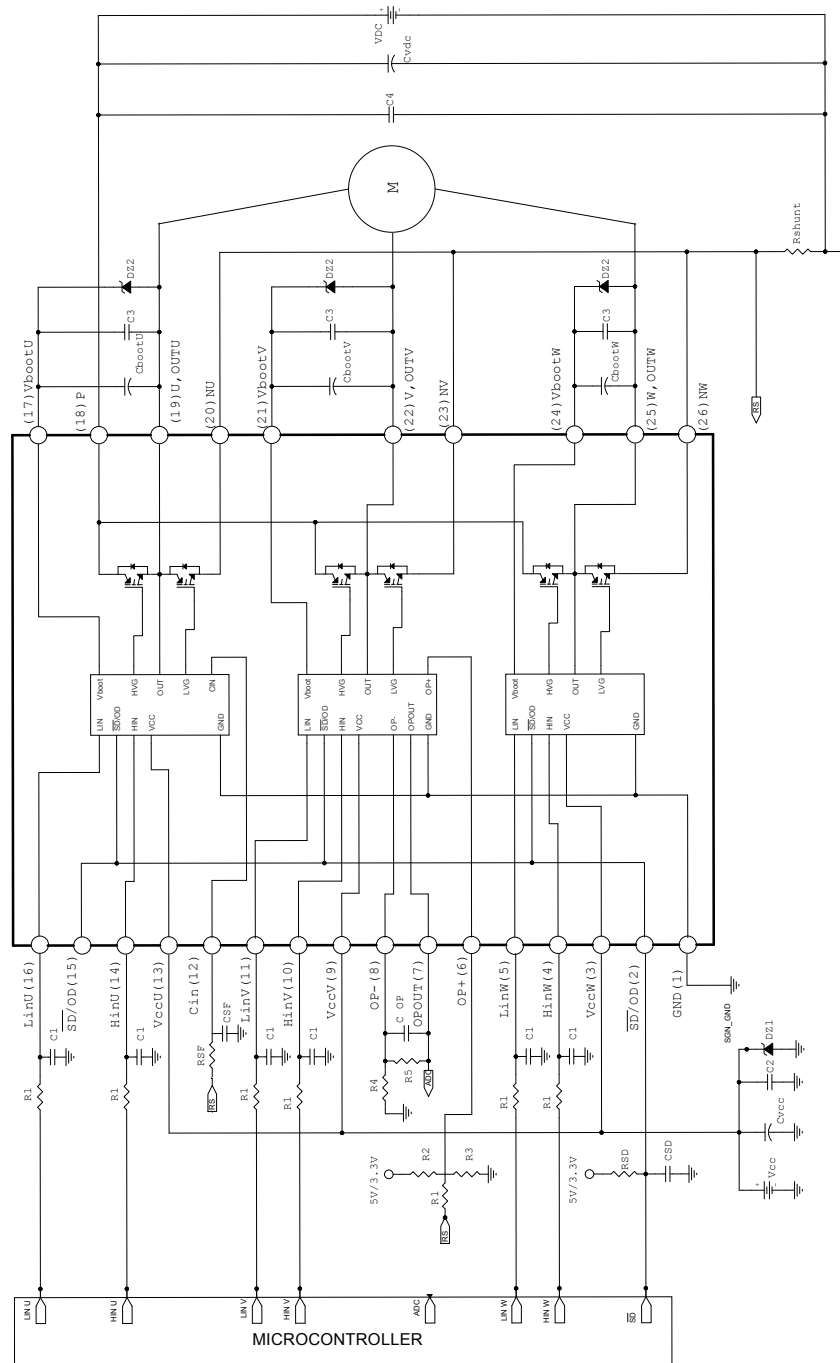 VDC
+
-
Cvdc
C4
M
Rshunt
DZ2
C3
CbootU
DZ2
C3
CbootV
DZ2
C3
CbootW
RS
(17)VbootU
(18)P
(19)U,OUTU
(20)NU
(21)VbootV
(22)V,OUTV
(23)NV
(24)VbootW
(25)W,OUTW
(26)NW
Vboot
HVG
OUT
LVG
CIN
LIN
SD/OD
HIN
VCC
GND
Vboot
HVG
OUT
LVG
OP+
LIN
SD/OD
HIN
VCC
OP-
OPOUT
GND
Vboot
HVG
OUT
LVG
LIN
SD/OD
HIN
VCC
GND
LinU(16)
SD/OD(15)
HinU(14)
VccU(13)
Cin(12)
LinV(11)
HinV(10)
VccV(9)
OP-(8)
OPOUT(7)
OP+(6)
LinW(5)
HinW(4)
VccW(3)
SD/OD(2)
GND(1)
SGN_GND
C1
R1
C1
R1
CSF
RSF
RS
C1
R1
C1
R1
C OP
R5
R4
ADC
C1
R1
C1
R1
R2
R3
5V/3.3V
R1
RS
5V/3.3V
RSD
CSD
DZ1
C2
Cvcc
Vcc
+
-
LIN U
HIN U
LIN V
HIN V
ADC
LIN W
HIN W
SD
MICROCONTROLLER